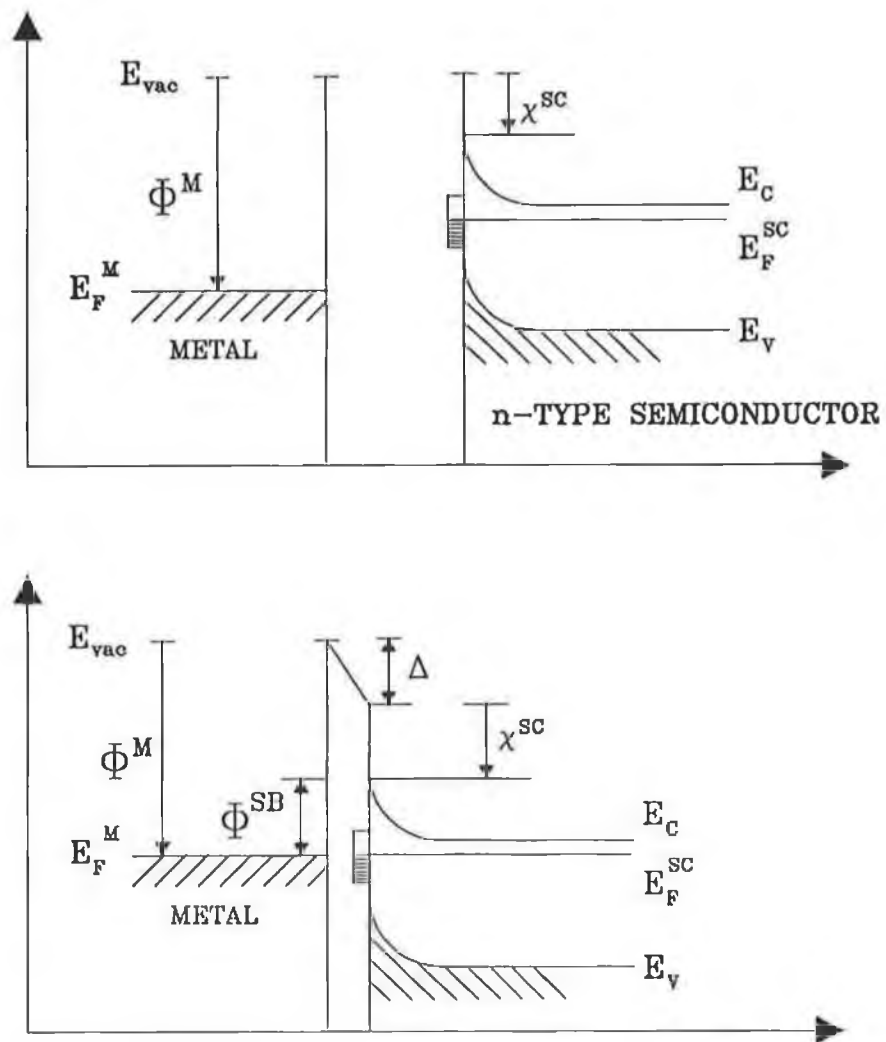 E_vac
χ^SC
Φ^M
E_C
E_F^SC
E_F^M
METAL
E_V
n-TYPE SEMICONDUCTOR
E_vac
Δ
χ^SC
Φ^M
Φ^SB
E_C
E_F^M
E_F^SC
METAL
E_V